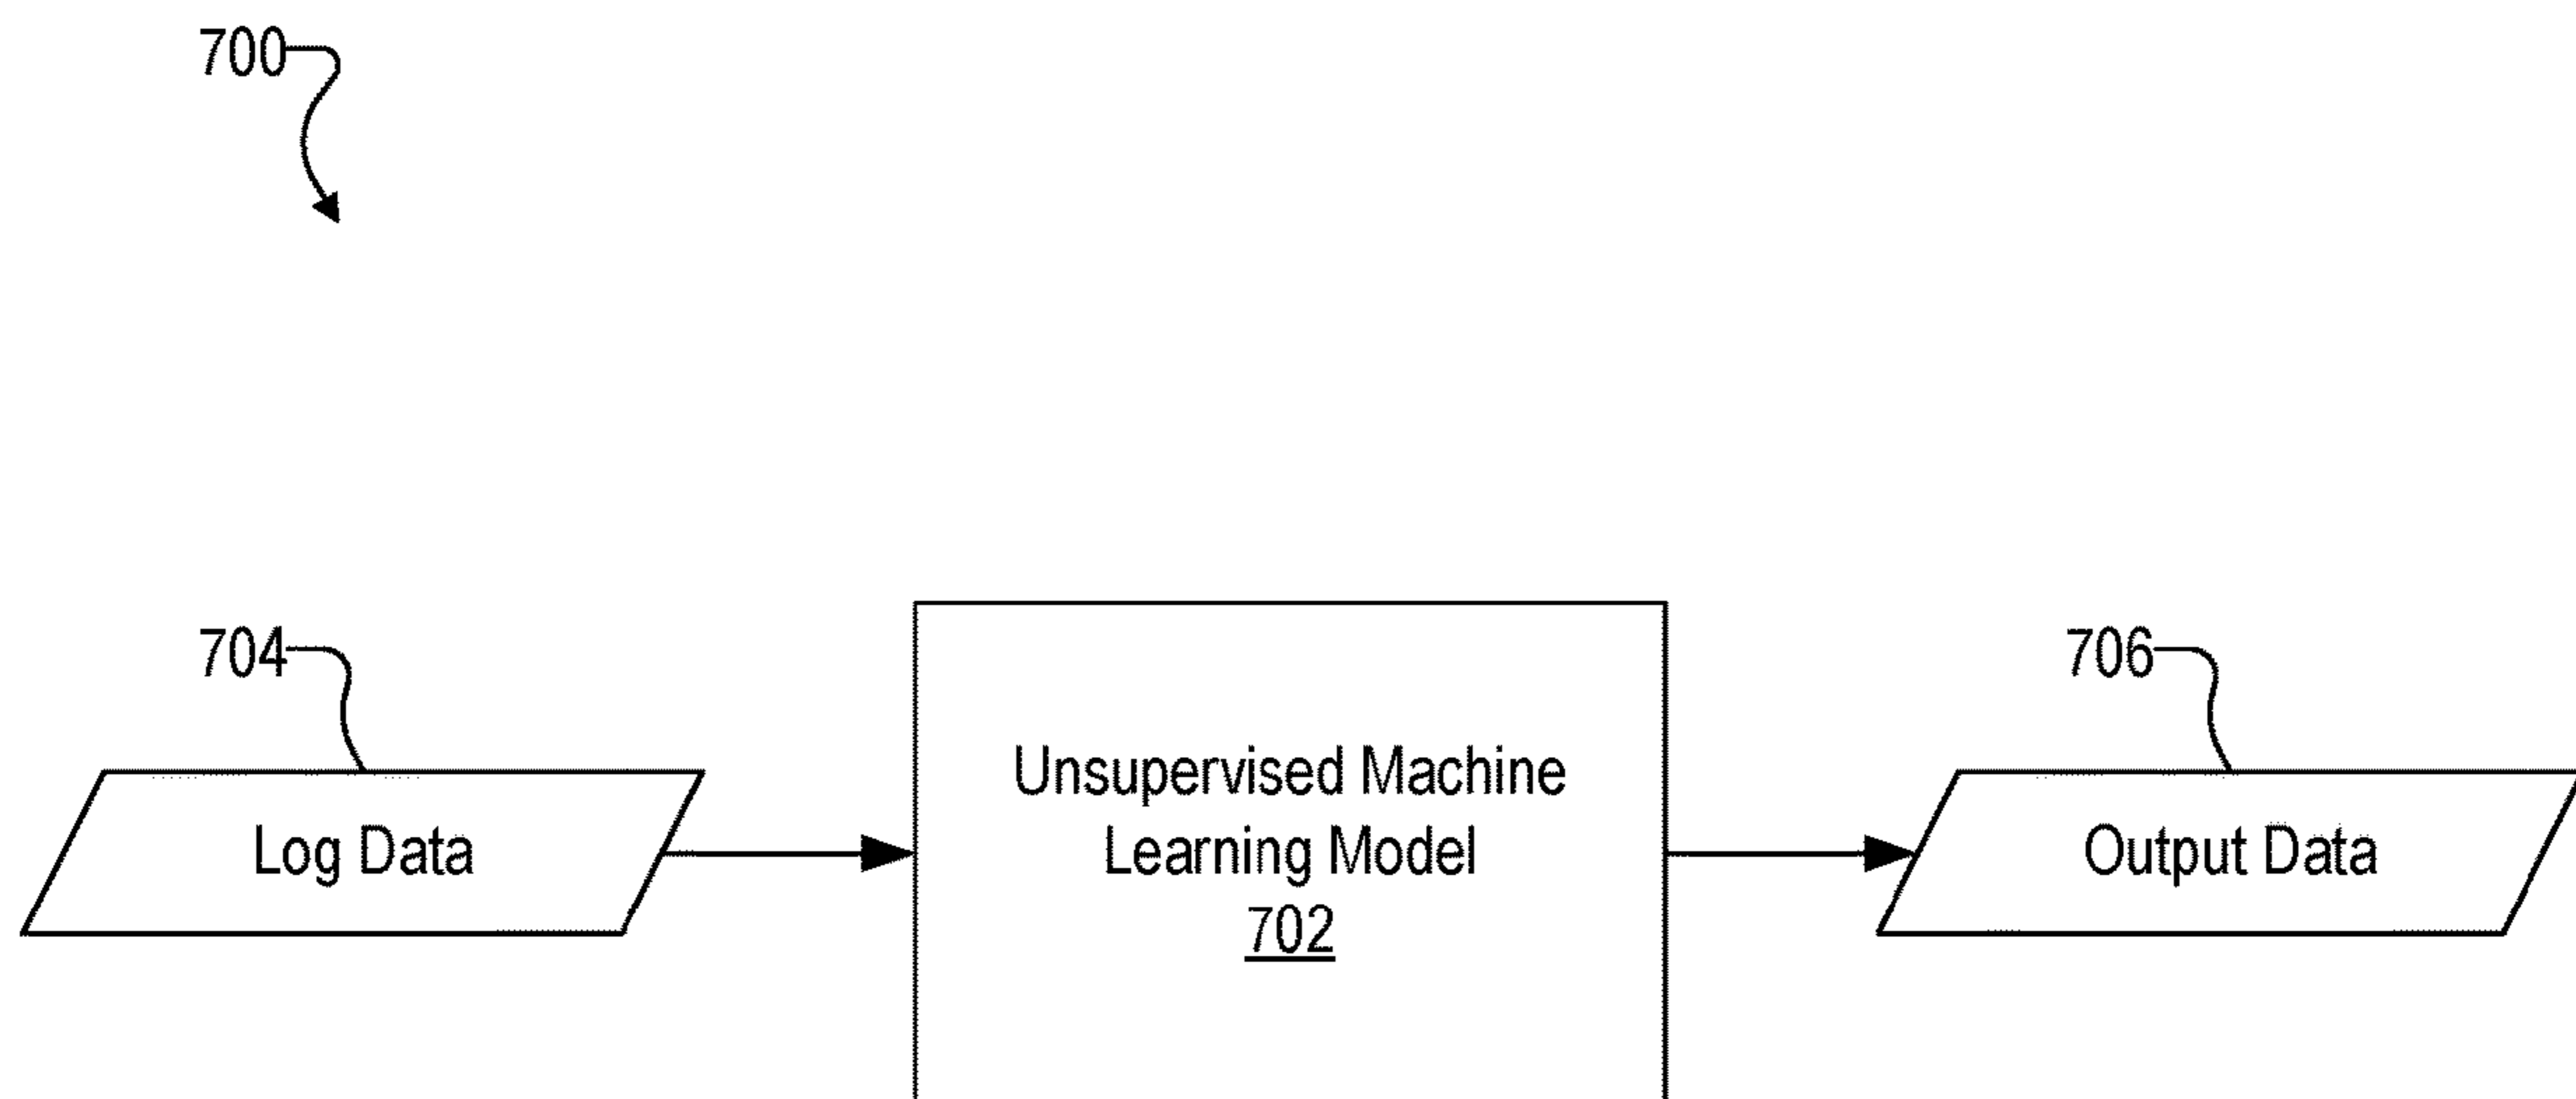 700
704
706
Log Data
Unsupervised Machine
Learning Model
702
Output Data